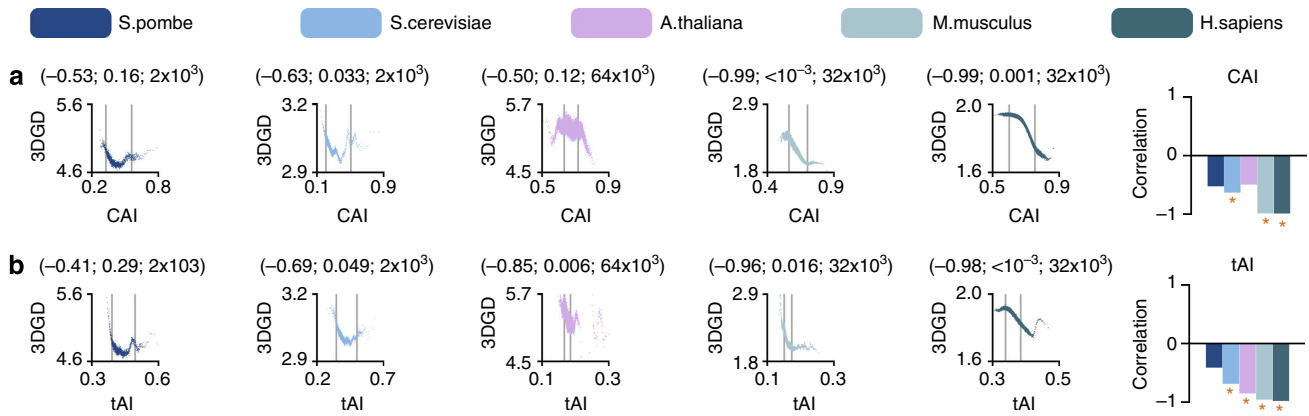 S.pombe S.cerevisiae A.thaliana M.musculus H.sapiens
a (–0.53; 0.16; 2x10³) (–0.63; 0.033; 2x10³) (–0.50; 0.12; 64x10³) (–0.99; <10⁻³; 32x10³) (–0.99; 0.001; 32x10³) CAI
5.6 3.2 5.7 2.9 2.0 1
3DGD 3DGD 3DGD 3DGD 3DGD Correlation
0
4.6 2.9 4.5 1.8 1.6
0.2 0.8 0.1 0.9 0.5 0.9 0.4 0.9 0.5 0.9
* * *
CAI CAI CAI CAI CAI –1
b (–0.41; 0.29; 2x103) (–0.69; 0.049; 2x10³) (–0.85; 0.006; 64x10³) (–0.96; 0.016; 32x10³) (–0.98; <10⁻³; 32x10³) tAI
5.6 3.2 5.7 2.9 2.0 1
3DGD 3DGD 3DGD 3DGD 3DGD Correlation
0
4.6 2.9 4.5 1.8 1.6
0.3 0.6 0.2 0.7 0.1 0.3 0.1 0.3 0.3 0.5
* * * *
tAI tAI tAI tAI tAI –1